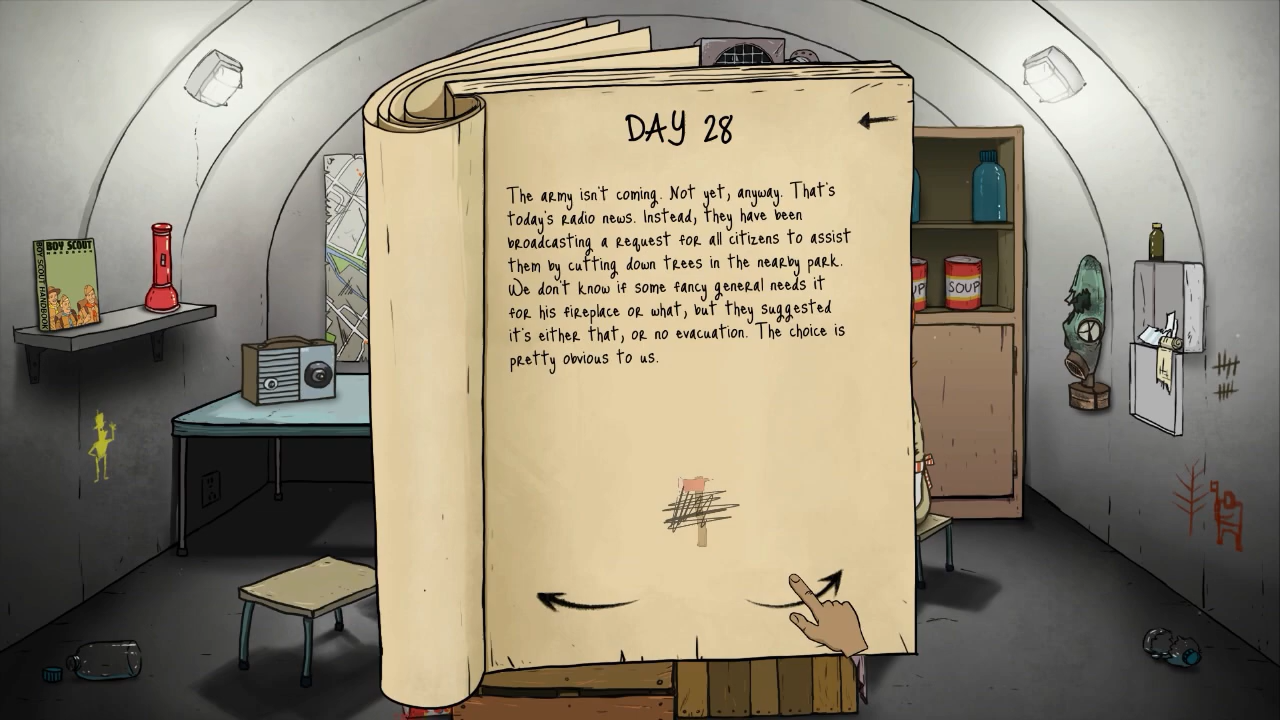 DAY 28
The army isn't coming. Not yet, anyway. That's
today's radio news. Instead, they have been
broadcasting a request for all citizens to assist
them by cutting down trees in the nearby park.
We don't know if some fancy general needs it
for his fireplace or what, but they suggested
it's either that, or no evacuation. The choice is
pretty obvious to us.
BOY SCOUT
BOY SCOUT HANDBOOK
UP
SOUP